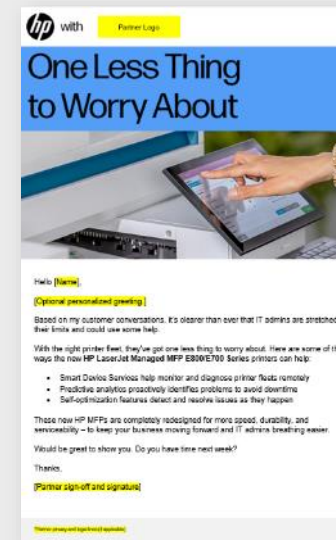 hp with Partner Logo
One Less Thing
to Worry About
Hello [Name],
[Optional personalized greeting.]
Based on my customer conversations, it's clearer than ever that IT admins are stretched
their limits and could use some help.
With the right printer fleet, they've got one less thing to worry about. Here are some of th
ways the new HP LaserJet Managed MFP E800/E700 Series printers can help:
• Smart Device Services help monitor and diagnose printer fleets remotely
• Predictive analytics proactively identifies problems to avoid downtime
• Self-optimization features detect and resolve issues as they happen
These new HP MFPs are completely redesigned for more speed, durability, and
serviceability – to keep your business moving forward and IT admins breathing easier.
Would be great to show you. Do you have time next week?
Thanks,
[Partner sign-off and signature]